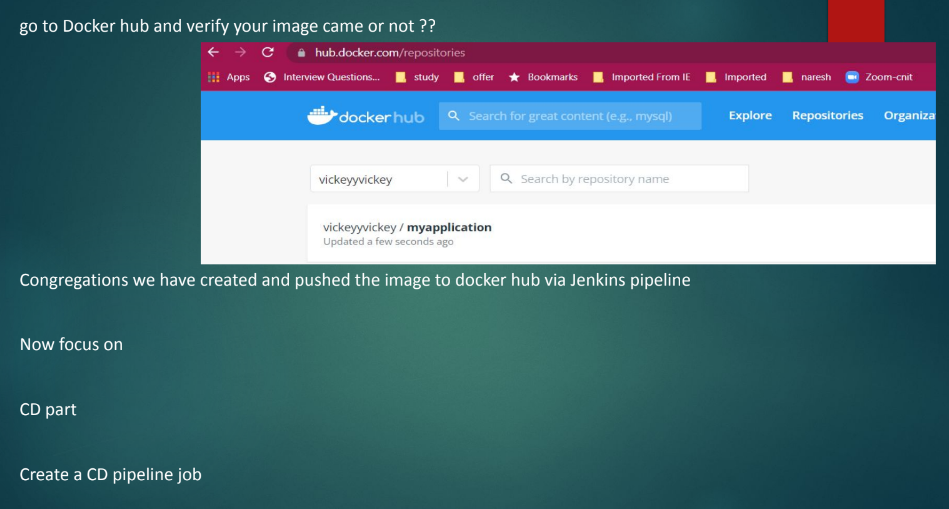 go to Docker hub and verify your image came or not ??
hub.docker.com/repositories
Apps Interview Questions... study offer Bookmarks Imported From IE Imported naresh Zoom-cnit
dockerhub Search for great content (e.g., mysql) Explore Repositories Organiza
vickeyyvickey Search by repository name
vickeyyvickey / myapplication
Updated a few seconds ago
Congregations we have created and pushed the image to docker hub via Jenkins pipeline
Now focus on
CD part
Create a CD pipeline job